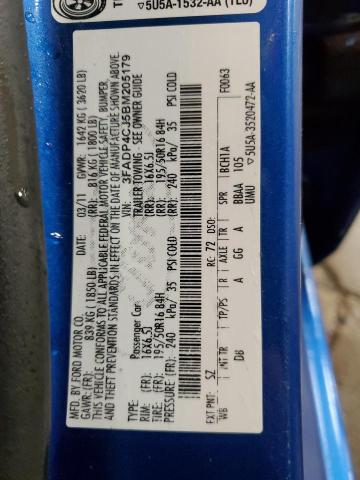 ▽5U5A-1532-AA (TE0)
MFD. BY FORD MOTOR CO.
03/11 GVWR: 1642 KG ( 3620 LB)
GAWR:(FR): 839 KG (1850 LB) (RR): 816 KG (1800 LB)
THIS VEHICLE CONFORMS TO ALL APPLICABLE FEDERAL MOTOR VEHICLE SAFETY, BUMPER,
AND THEFT PREVENTION STANDARDS IN EFFECT ON THE DATE OF MANUFACTURE SHOWN ABOVE.
VIN: 3FADP4CJ5BM205179
TYPE: Passenger Car TRAILER TOWING - SEE OWNER GUIDE
RIM: (FR): 16X6.5J (RR): 16X6.5J
TIRE: (FR): 195/50R16 84H (RR): 195/50R16 84H
PRESSURE (FR): 240 kPa/ 35 PSI COLD (RR): 240 kPa/ 35 PSI COLD
EXT PNT: SZ RC: 72 DSO: F0063
WB INT TR TP/PS R AXLE TR SPR BCH1A
DB A GG A BBAA 105
UMU ▽5U5A-3520472-AA